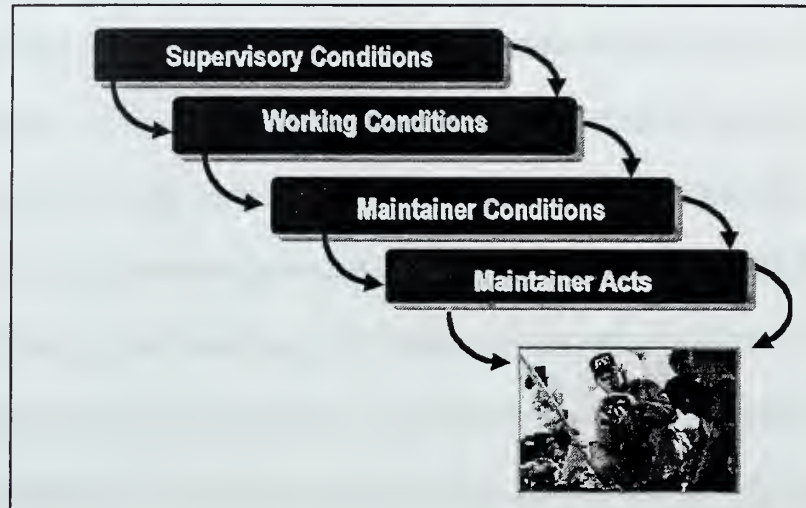 Supervisory Conditions
Working Conditions
Maintainer Conditions
Maintainer Acts